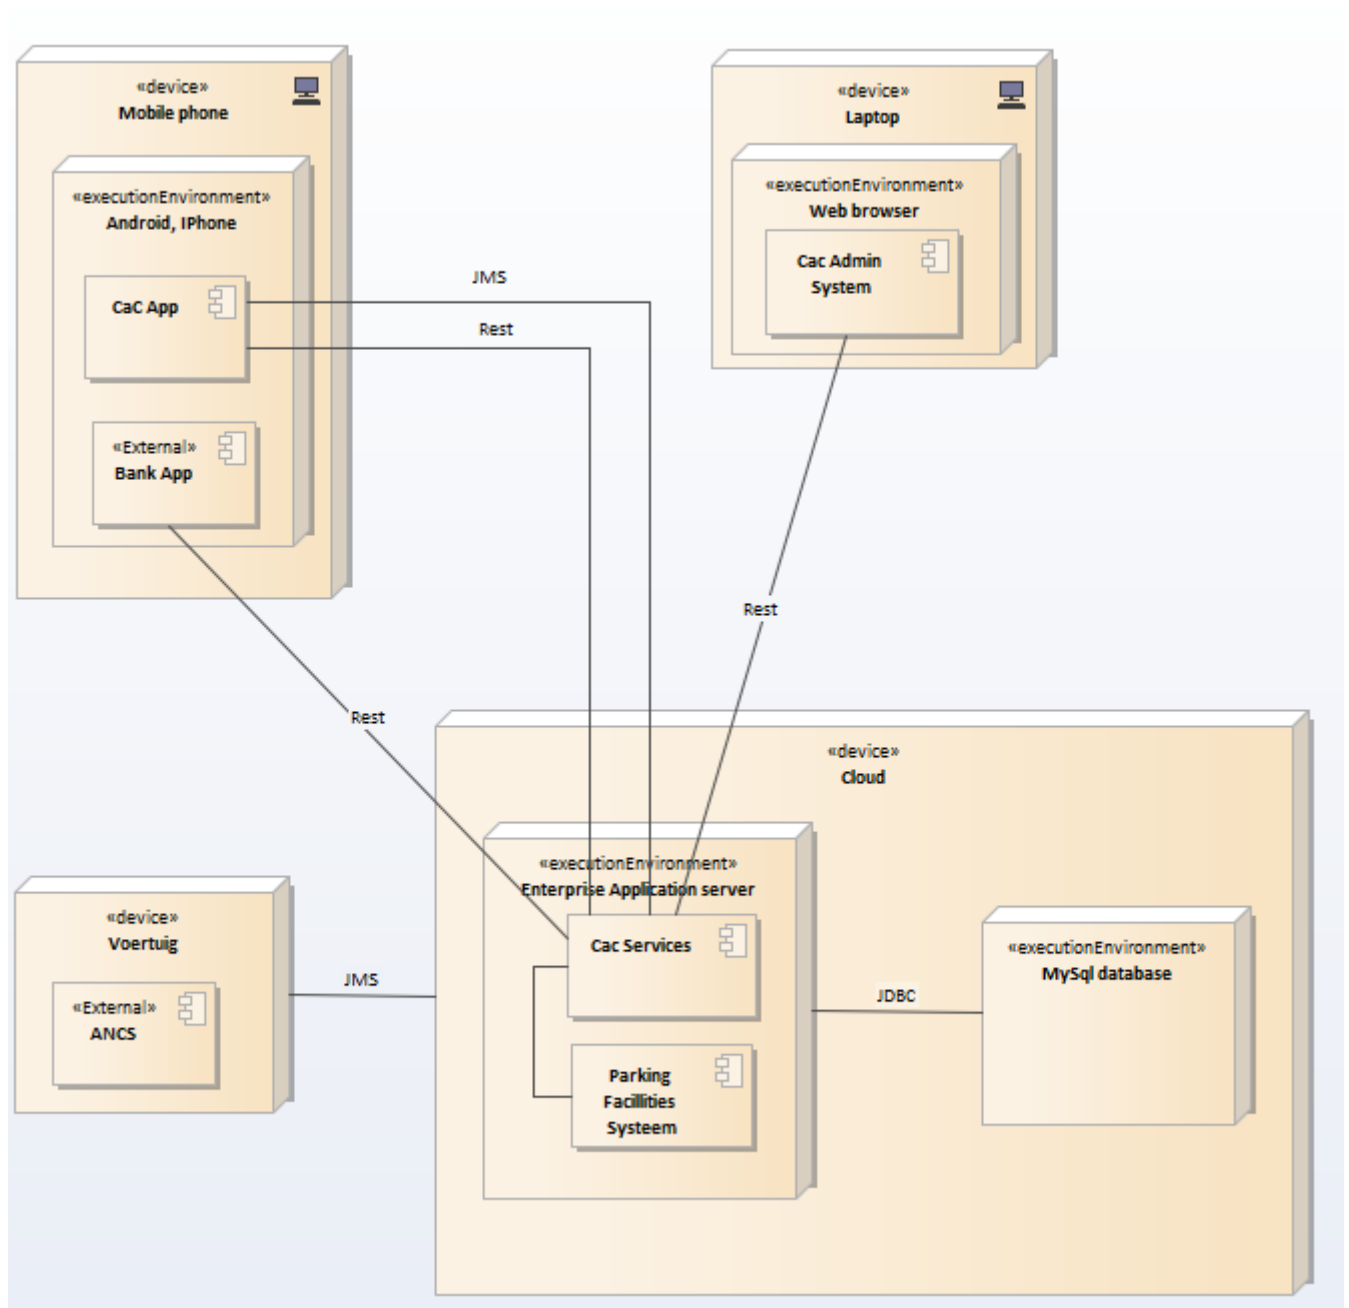 «device»
Mobile phone
«executionEnvironment»
Android, IPhone
CaC App
«External»
Bank App
JMS
Rest
«device»
Laptop
«executionEnvironment»
Web browser
Cac Admin
System
Rest
Rest
«device»
Cloud
«executionEnvironment»
Enterprise Application server
Cac Services
Parking
Facillities
Systeem
«device»
Voertuig
«External»
ANCS
JMS
JDBC
«executionEnvironment»
MySql database